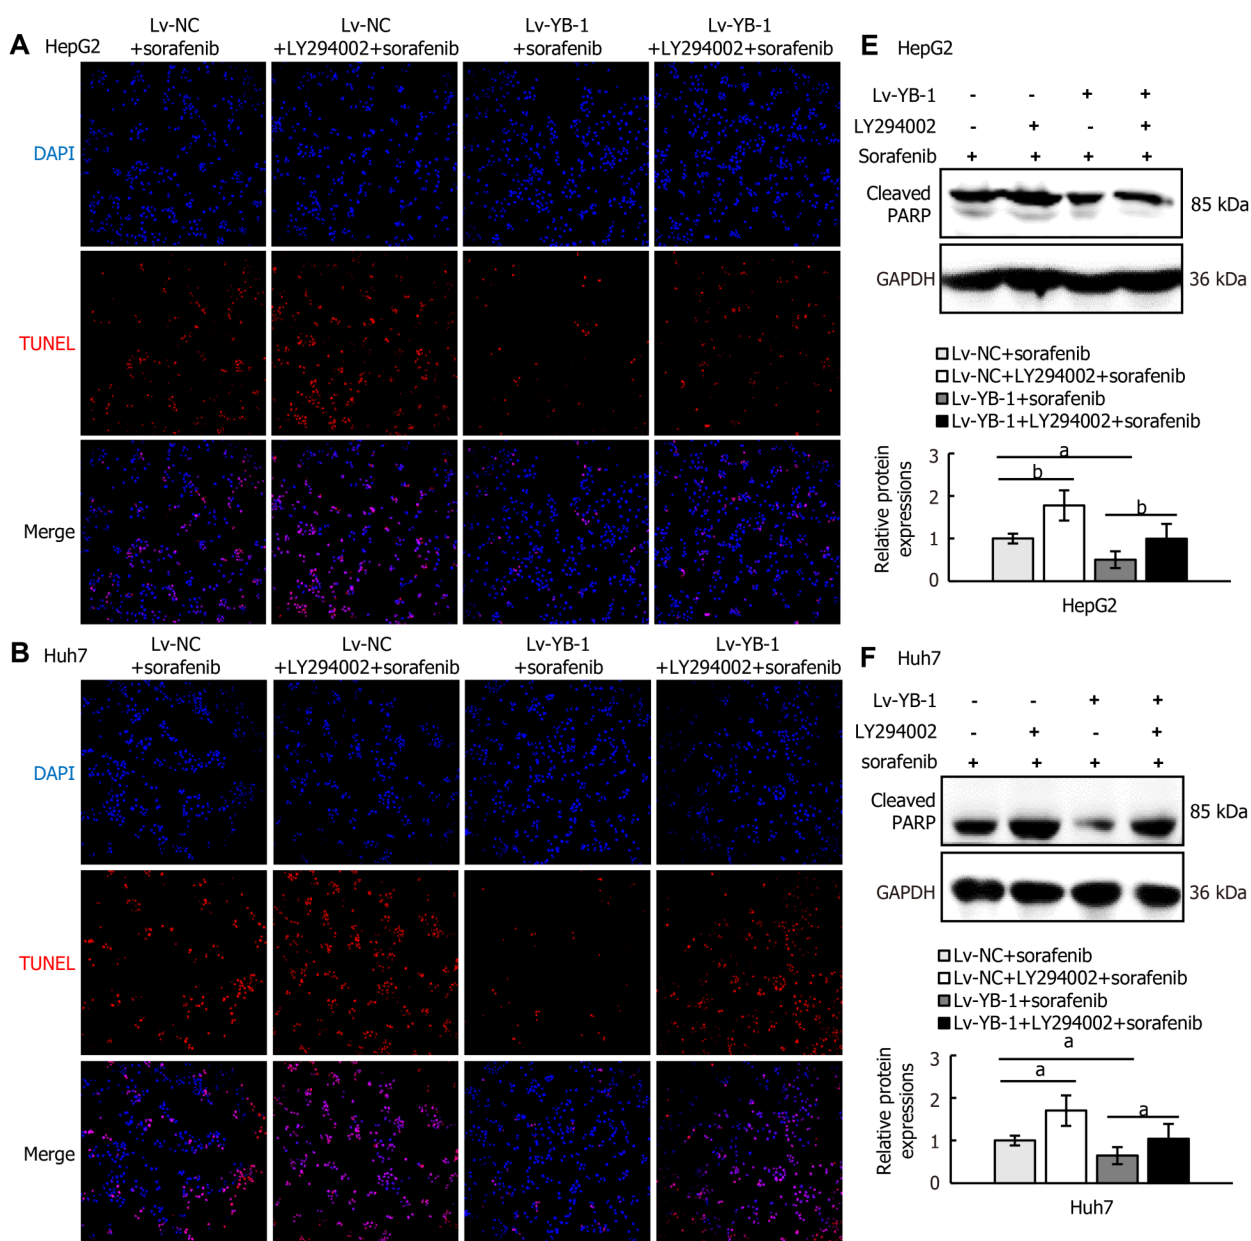 A HepG2
Lv-NC
+sorafenib
Lv-NC
+LY294002+sorafenib
Lv-YB-1
+sorafenib
Lv-YB-1
+LY294002+sorafenib
DAPI
TUNEL
Merge
B Huh7
Lv-NC
+sorafenib
Lv-NC
+LY294002+sorafenib
Lv-YB-1
+sorafenib
Lv-YB-1
+LY294002+sorafenib
DAPI
TUNEL
Merge
E HepG2
Lv-YB-1 - - + +
LY294002 - + - +
Sorafenib + + + +
Cleaved
PARP
85 kDa
GAPDH 36 kDa
Lv-NC+sorafenib
Lv-NC+LY294002+sorafenib
Lv-YB-1+sorafenib
Lv-YB-1+LY294002+sorafenib
Relative protein
expressions
3
2
1
0
a
b
b
HepG2
F Huh7
Lv-YB-1 - - + +
LY294002 - + - +
sorafenib + + + +
Cleaved
PARP
85 kDa
GAPDH 36 kDa
Lv-NC+sorafenib
Lv-NC+LY294002+sorafenib
Lv-YB-1+sorafenib
Lv-YB-1+LY294002+sorafenib
Relative protein
expressions
3
2
1
0
a
a
a
Huh7